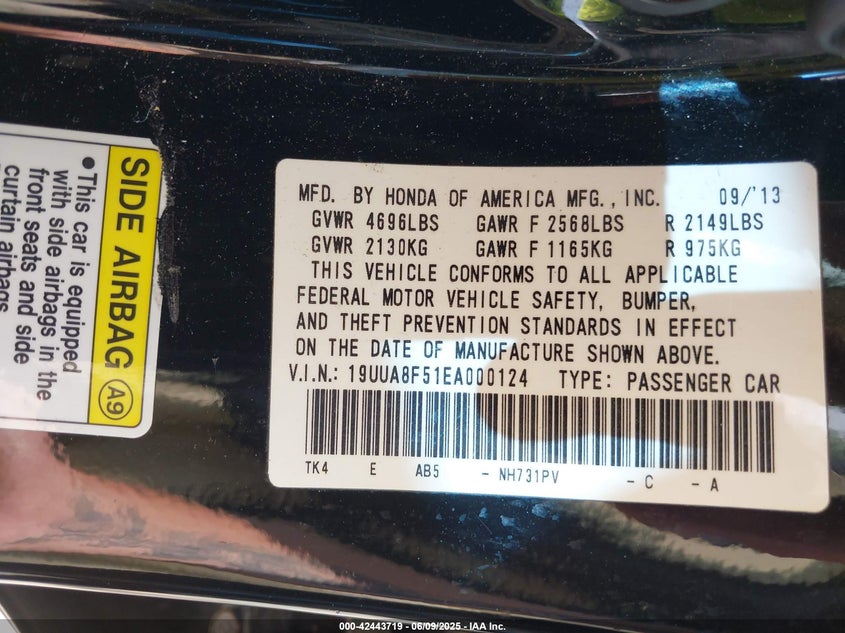 SIDE AIRBAG A9
●This car is equipped
with side airbags in the
front seats and side
curtain airbags
MFD. BY HONDA OF AMERICA MFG., INC. 09/'13
GVWR 4696LBS GAWR F 2568LBS R 2149LBS
GVWR 2130KG GAWR F 1165KG R 975KG
THIS VEHICLE CONFORMS TO ALL APPLICABLE
FEDERAL MOTOR VEHICLE SAFETY, BUMPER,
AND THEFT PREVENTION STANDARDS IN EFFECT
ON THE DATE OF MANUFACTURE SHOWN ABOVE.
V.I.N.: 19UUA8F51EA000124 TYPE: PASSENGER CAR
TK4 E AB5 - NH731PV - C - A
000-42443719 - 06/09/2025 - IAA Inc.